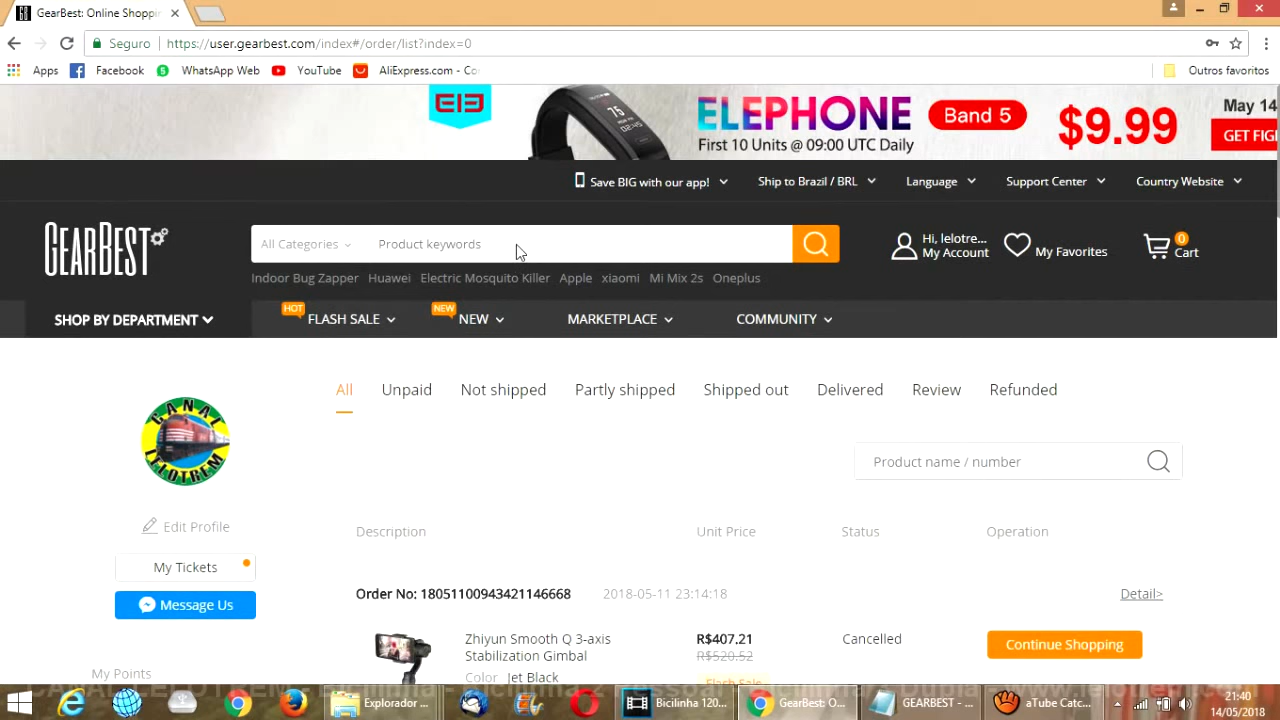 GearBest: Online Shoppi
Seguro https://user.gearbest.com/index#/order/list?index=0
Apps Facebook WhatsApp Web YouTube AliExpress.com - Co Outros favoritos
ELEPHONE Band 5 $9.99 May 14
First 10 Units @ 09:00 UTC Daily GET FIG
Save BIG with our app! Ship to Brazil / BRL Language Support Center Country Website
GEARBEST
All Categories Product keywords
Hi, lelotre...
My Account
My Favorites
0
Cart
Indoor Bug Zapper Huawei Electric Mosquito Killer Apple xiaomi Mi Mix 2s Oneplus
SHOP BY DEPARTMENT HOT FLASH SALE NEW NEW MARKETPLACE COMMUNITY
All Unpaid Not shipped Partly shipped Shipped out Delivered Review Refunded
CANAL
LELOTREM
Product name / number
Edit Profile
Description Unit Price Status Operation
My Tickets
Message Us
Order No: 18051100943421146668 2018-05-11 23:14:18 Detail>
Zhiyun Smooth Q 3-axis R$407.21 Cancelled Continue Shopping
Stabilization Gimbal R$520.52
Color Jet Black Flash Sale
My Points
Explorador ... Bicilinha 120... GearBest: O... GEARBEST - ... aTube Catc...
21:40
14/05/2018